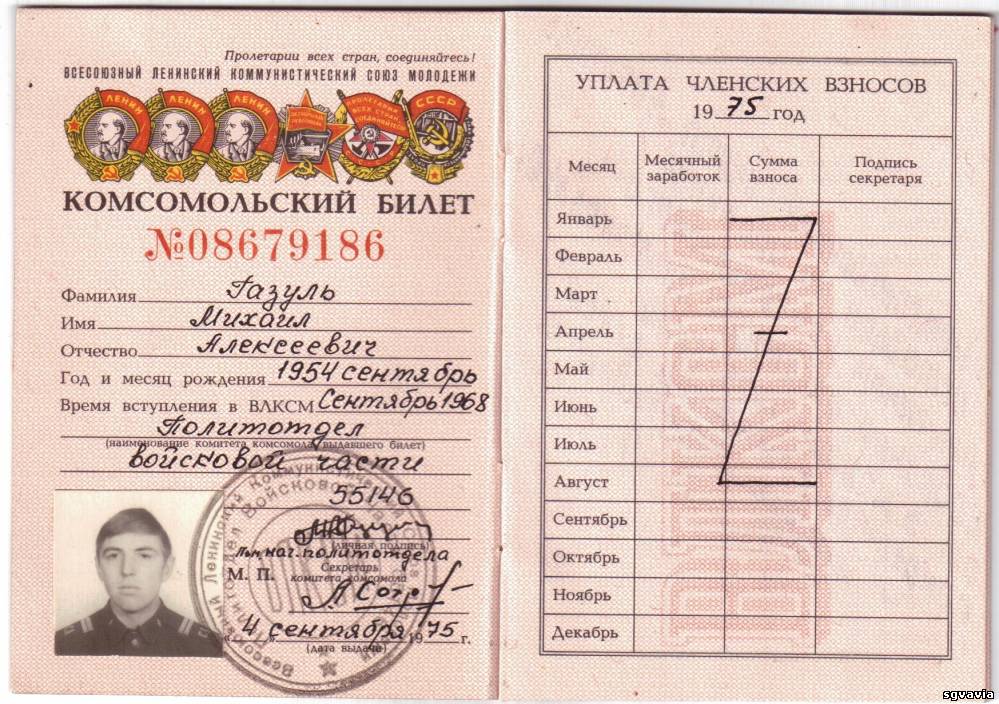 Пролетарии всех стран, соединяйтесь!
ВСЕСОЮЗНЫЙ ЛЕНИНСКИЙ КОММУНИСТИЧЕСКИЙ СОЮЗ МОЛОДЕЖИ
ЛЕНИН ЛЕНИН ЛЕНИН ПРОЛЕТАРИИ ВСЕХ СТРАН, СОЕДИНЯЙТЕСЬ СССР
КОМСОМОЛЬСКИЙ БИЛЕТ
№08679186
Фамилия Газуль
Имя Михаил
Отчество Алексеевич
Год и месяц рождения 1954 сентябрь
Время вступления в ВЛКСМ Сентябрь 1968
Политотдел
(наименование комитета комсомола, выдавшего билет)
войсковой части
55146
(личная подпись)
нач. политотдела
М. П. Секретарь
комитета комсомола
„4 " сентября 1975 г.
(дата выдачи)
УПЛАТА ЧЛЕНСКИХ ВЗНОСОВ
1975 год
Месяц Месячный заработок Сумма взноса Подпись секретаря
Январь
Февраль
Март
Апрель
Май
Июнь
Июль
Август
Сентябрь
Октябрь
Ноябрь
Декабрь
sgvavia